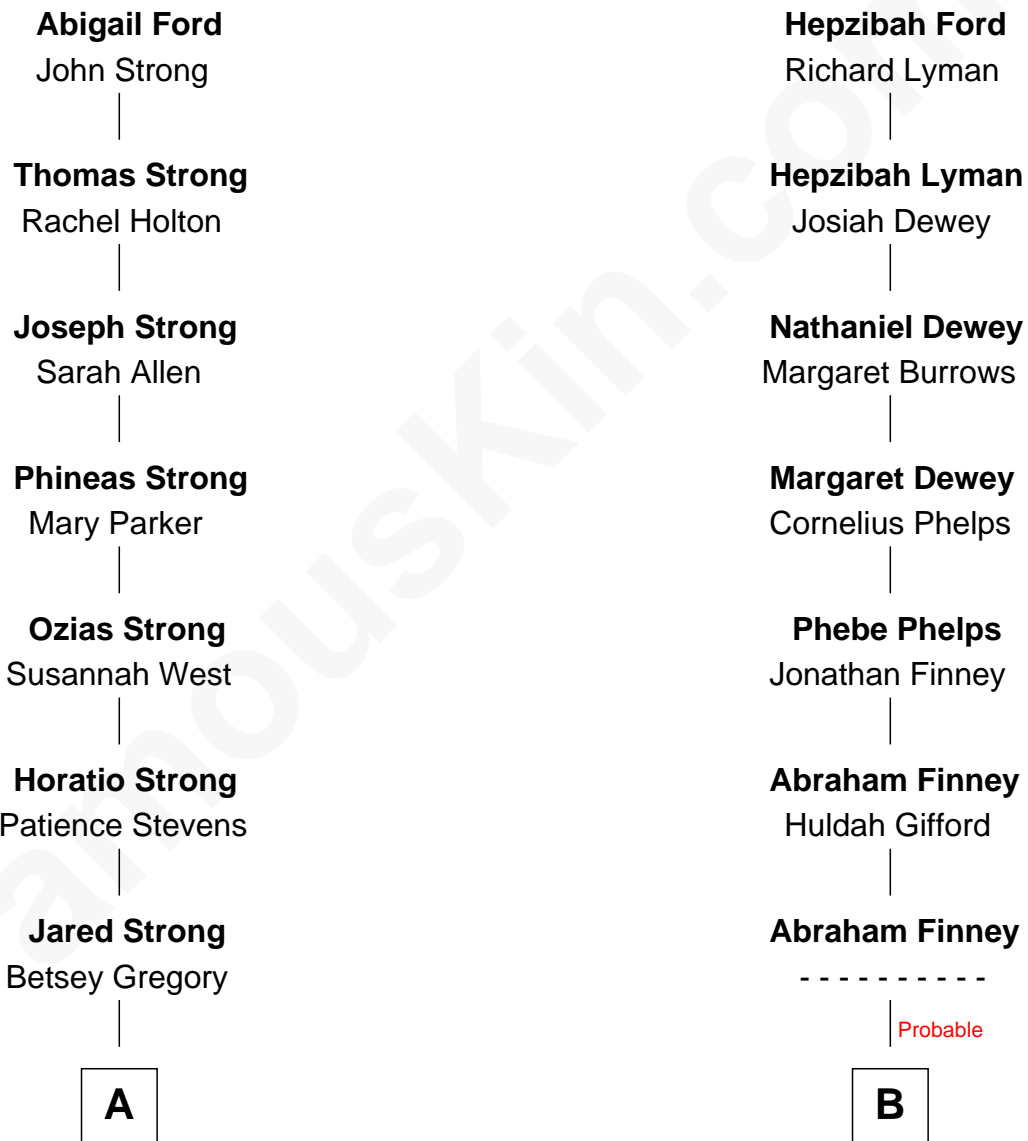 Abigail Ford
John Strong
Thomas Strong
Rachel Holton
Joseph Strong
Sarah Allen
Phineas Strong
Mary Parker
Ozias Strong
Susannah West
Horatio Strong
Patience Stevens
Jared Strong
Betsey Gregory
A
Hepzibah Ford
Richard Lyman
Hepzibah Lyman
Josiah Dewey
Nathaniel Dewey
Margaret Burrows
Margaret Dewey
Cornelius Phelps
Phebe Phelps
Jonathan Finney
Abraham Finney
Huldah Gifford
Abraham Finney
- - - - - - - - - -
Probable
B
amouskin.com